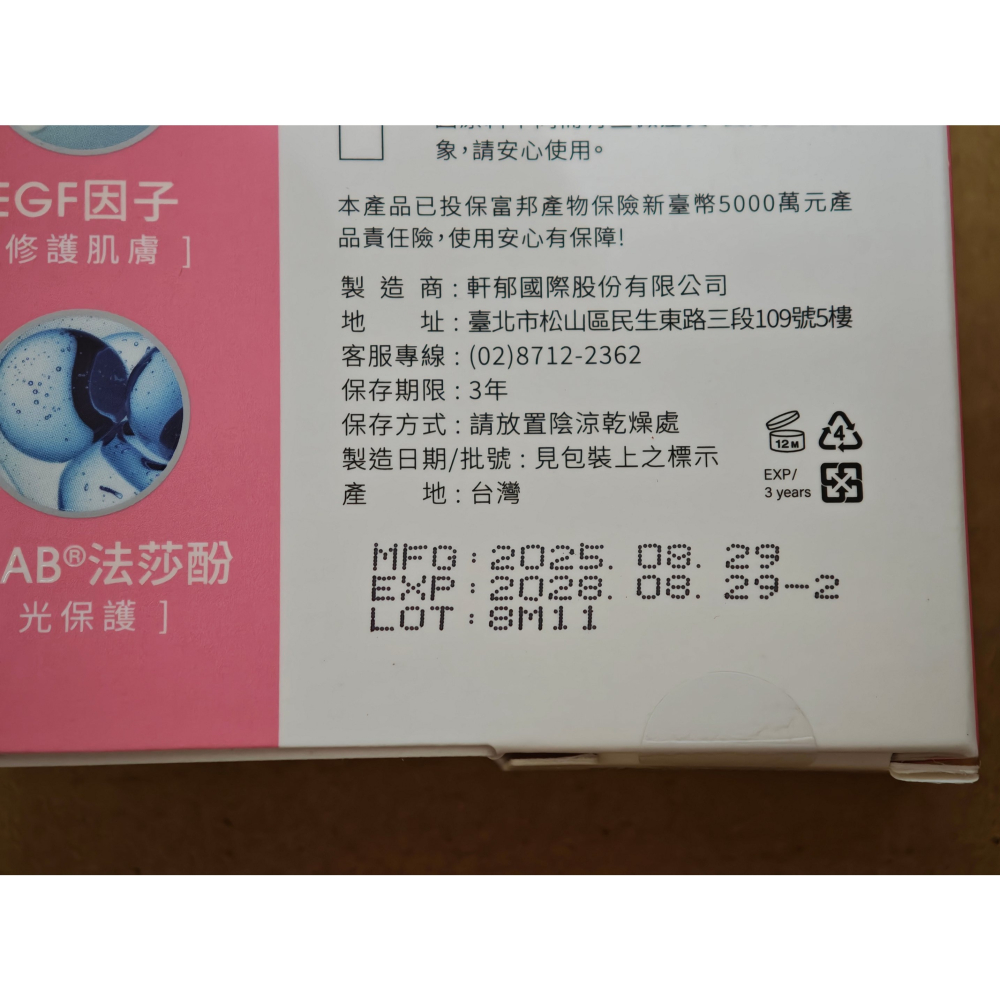 象，請安心使用。
本產品已投保富邦產物保險新臺幣5000萬元產
品責任險，使用安心有保障!
製造商：軒郁國際股份有限公司
地址：臺北市松山區民生東路三段109號5樓
客服專線：(02)8712-2362
保存期限：3年
保存方式：請放置陰涼乾燥處
製造日期/批號：見包裝上之標示
產地：台灣
12M
4
EXP/
3 years
MFG:2025. 08. 29
EXP:2028. 08. 29-2
LOT:8M11
EGF因子
修護肌膚 ]
AB®法莎酚
光保護 ]